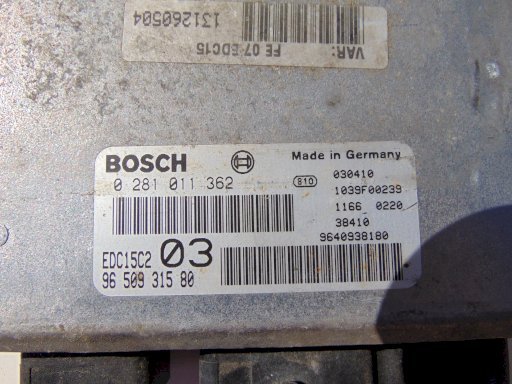 VAR:
FE 07 EDC15
131260504
BOSCH
Made in Germany
0 281 011 362
810
030410
1039F00239
1166 0220
38410
9640938180
EDC15C2 03
96 509 315 80